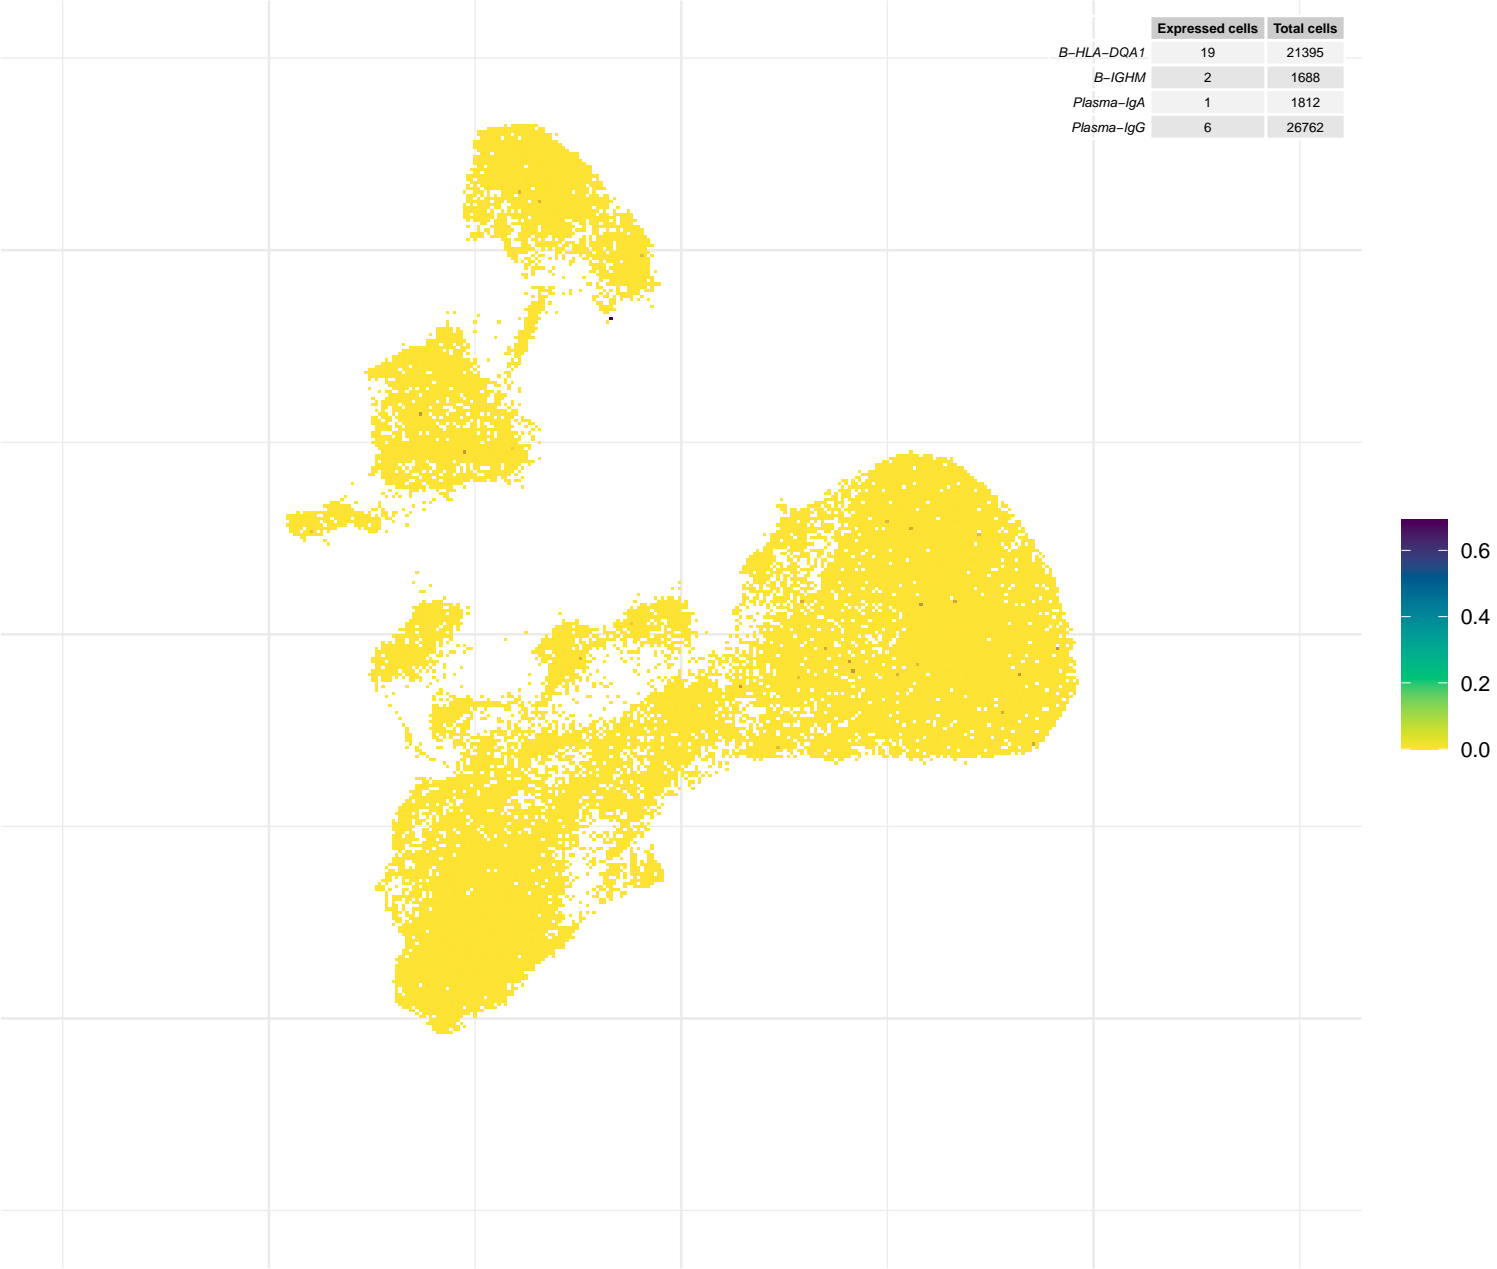 Expressed cells Total cells
B−HLA−DQA1 19 21395
B−IGHM 2 1688
Plasma−IgA 1 1812
Plasma−IgG 6 26762
0.6
0.4
0.2
0.0